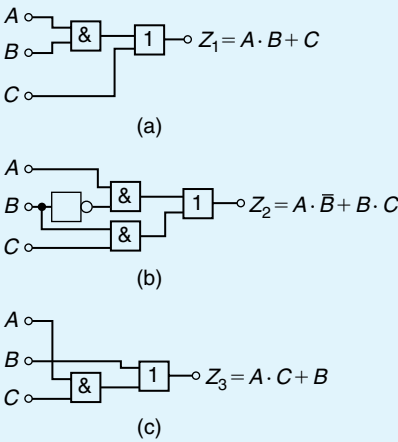 A
B
&
1
Z₁ = A · B + C
C
(a)
A
B
&
1
Z₂ = A · B̅ + B · C
C
&
(b)
A
B
1
Z₃ = A · C + B
C
&
(c)